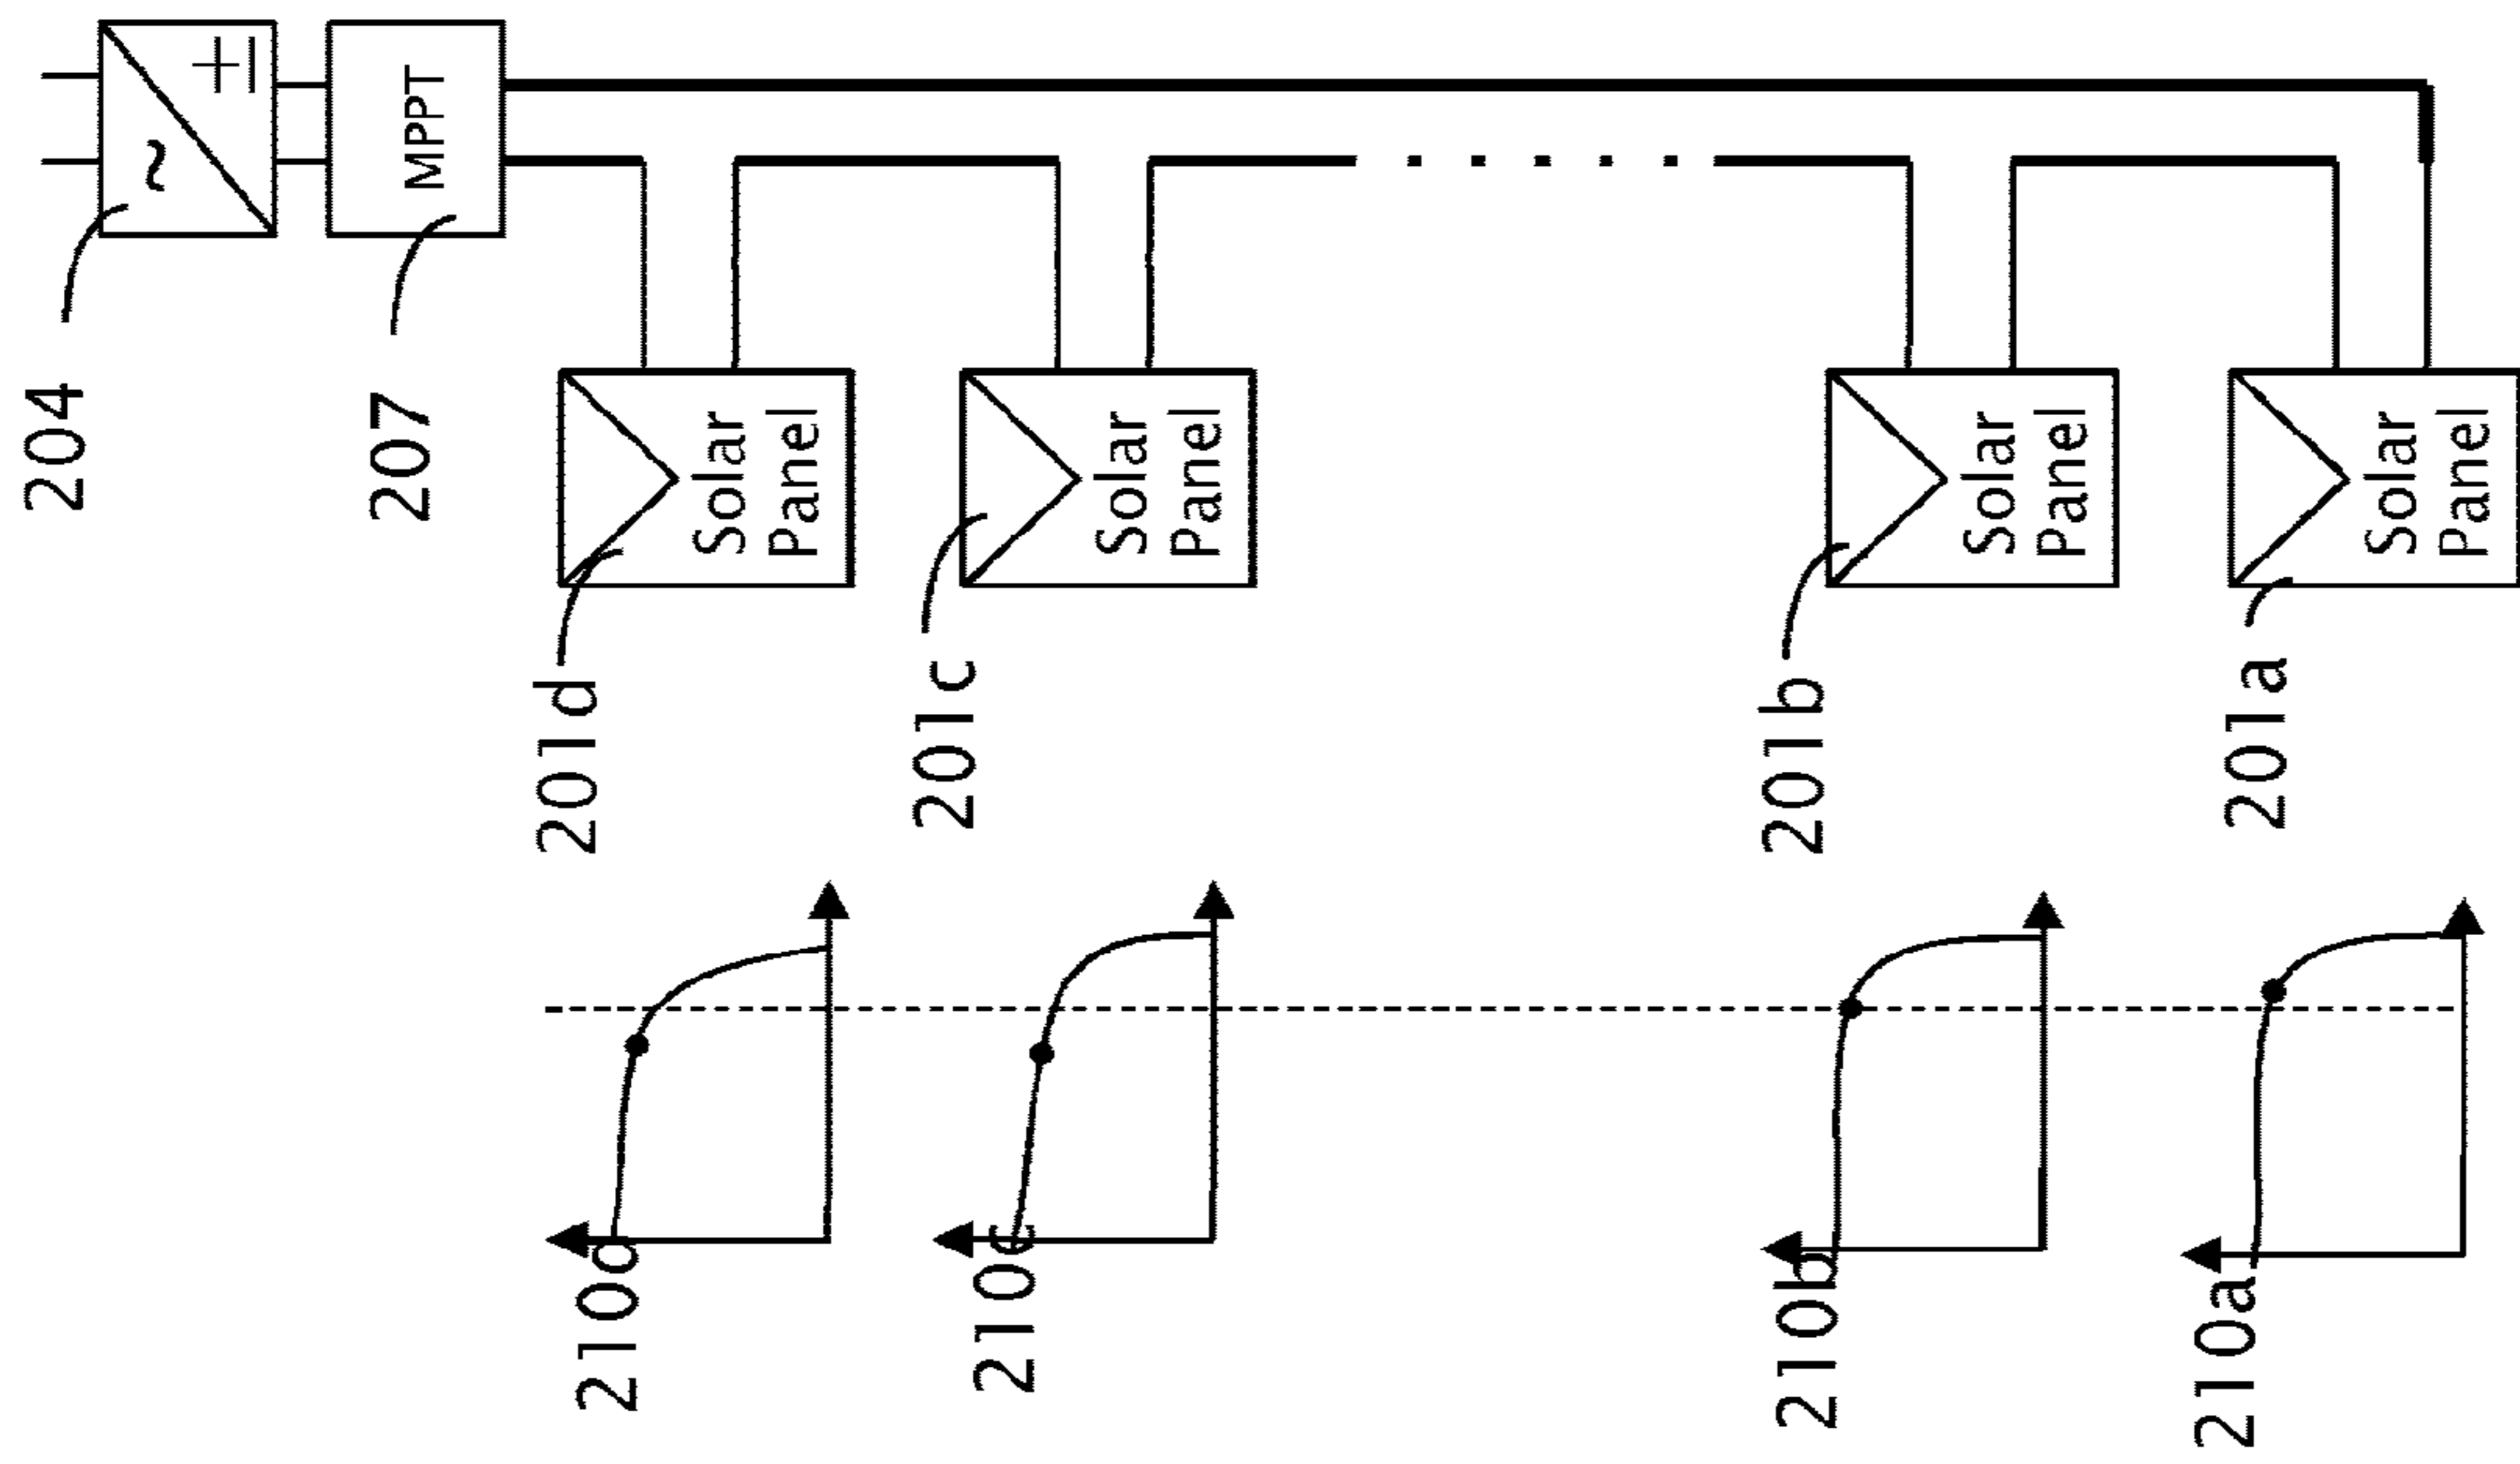 204
~
MPPT
207
Solar
Panel
201d
Solar
Panel
201c
Solar
Panel
201b
Solar
Panel
201a
210d
210c
210b
210a